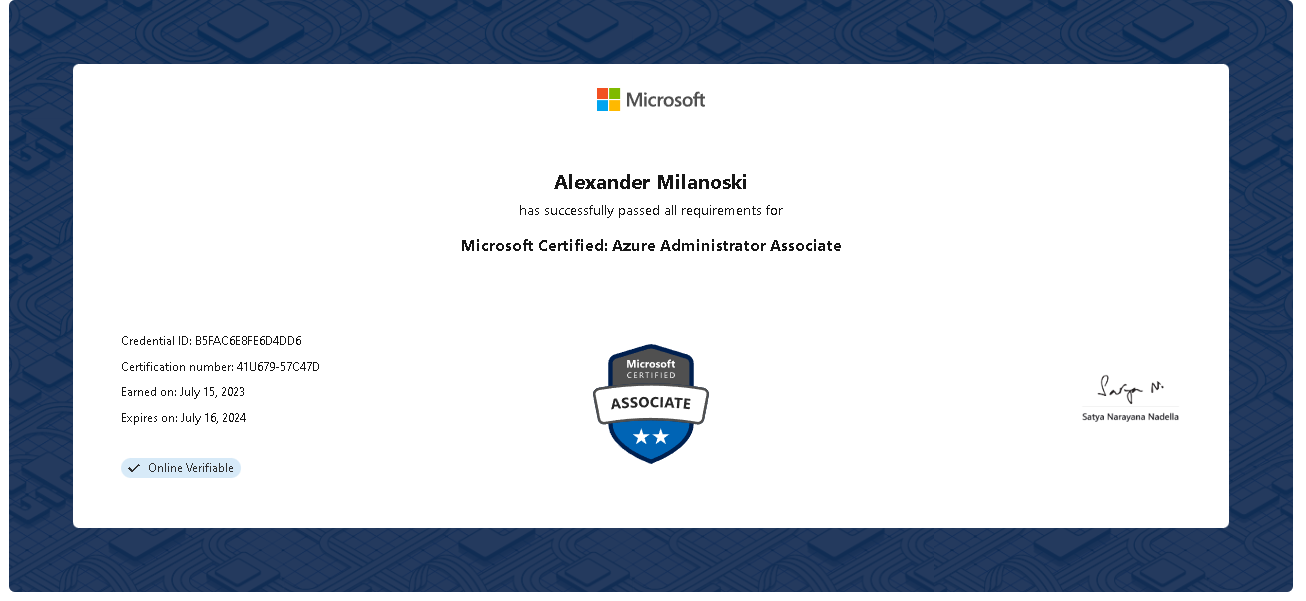 Microsoft
Alexander Milanoski
has successfully passed all requirements for
Microsoft Certified: Azure Administrator Associate
Credential ID: B5FAC6E8FE6D4DD6
Certification number: 41U679-57C47D
Earned on: July 15, 2023
Expires on: July 16, 2024
Online Verifiable
Microsoft
CERTIFIED
ASSOCIATE
Satya N.
Satya Narayana Nadella